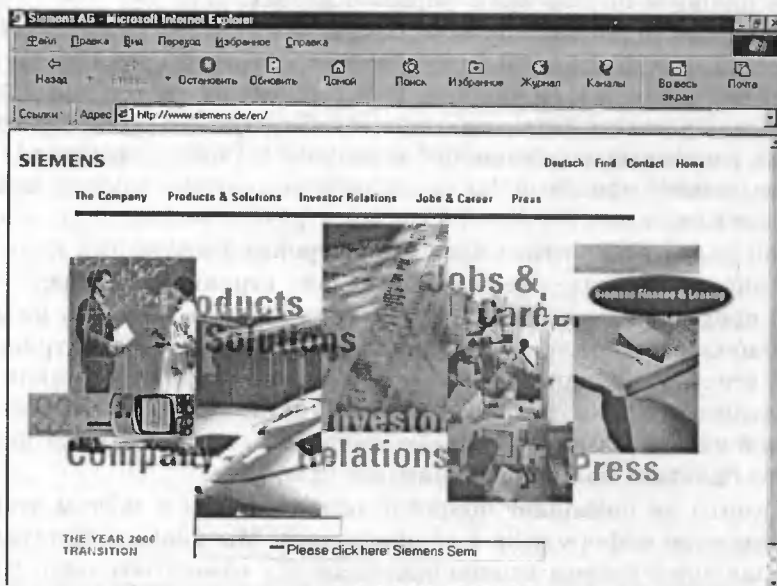 Siemens AG - Microsoft Internet Explorer
Файл Правка Вид Переход Избранное Справка
Назад Остановить Обновить Домой Поиск Избранное Журнал Каналы Во весь экран Почта
Ссылки Адрес http://www.siemens.de/en/
SIEMENS
Deutsch Find Contact Home
The Company Products & Solutions Investor Relations Jobs & Career Press
obs &
oducts
Siemens Finance & Leasing
Solutions
Investor
Company
Relations
Press
THE YEAR 2000
TRANSITION
Please click here: Siemens Semi